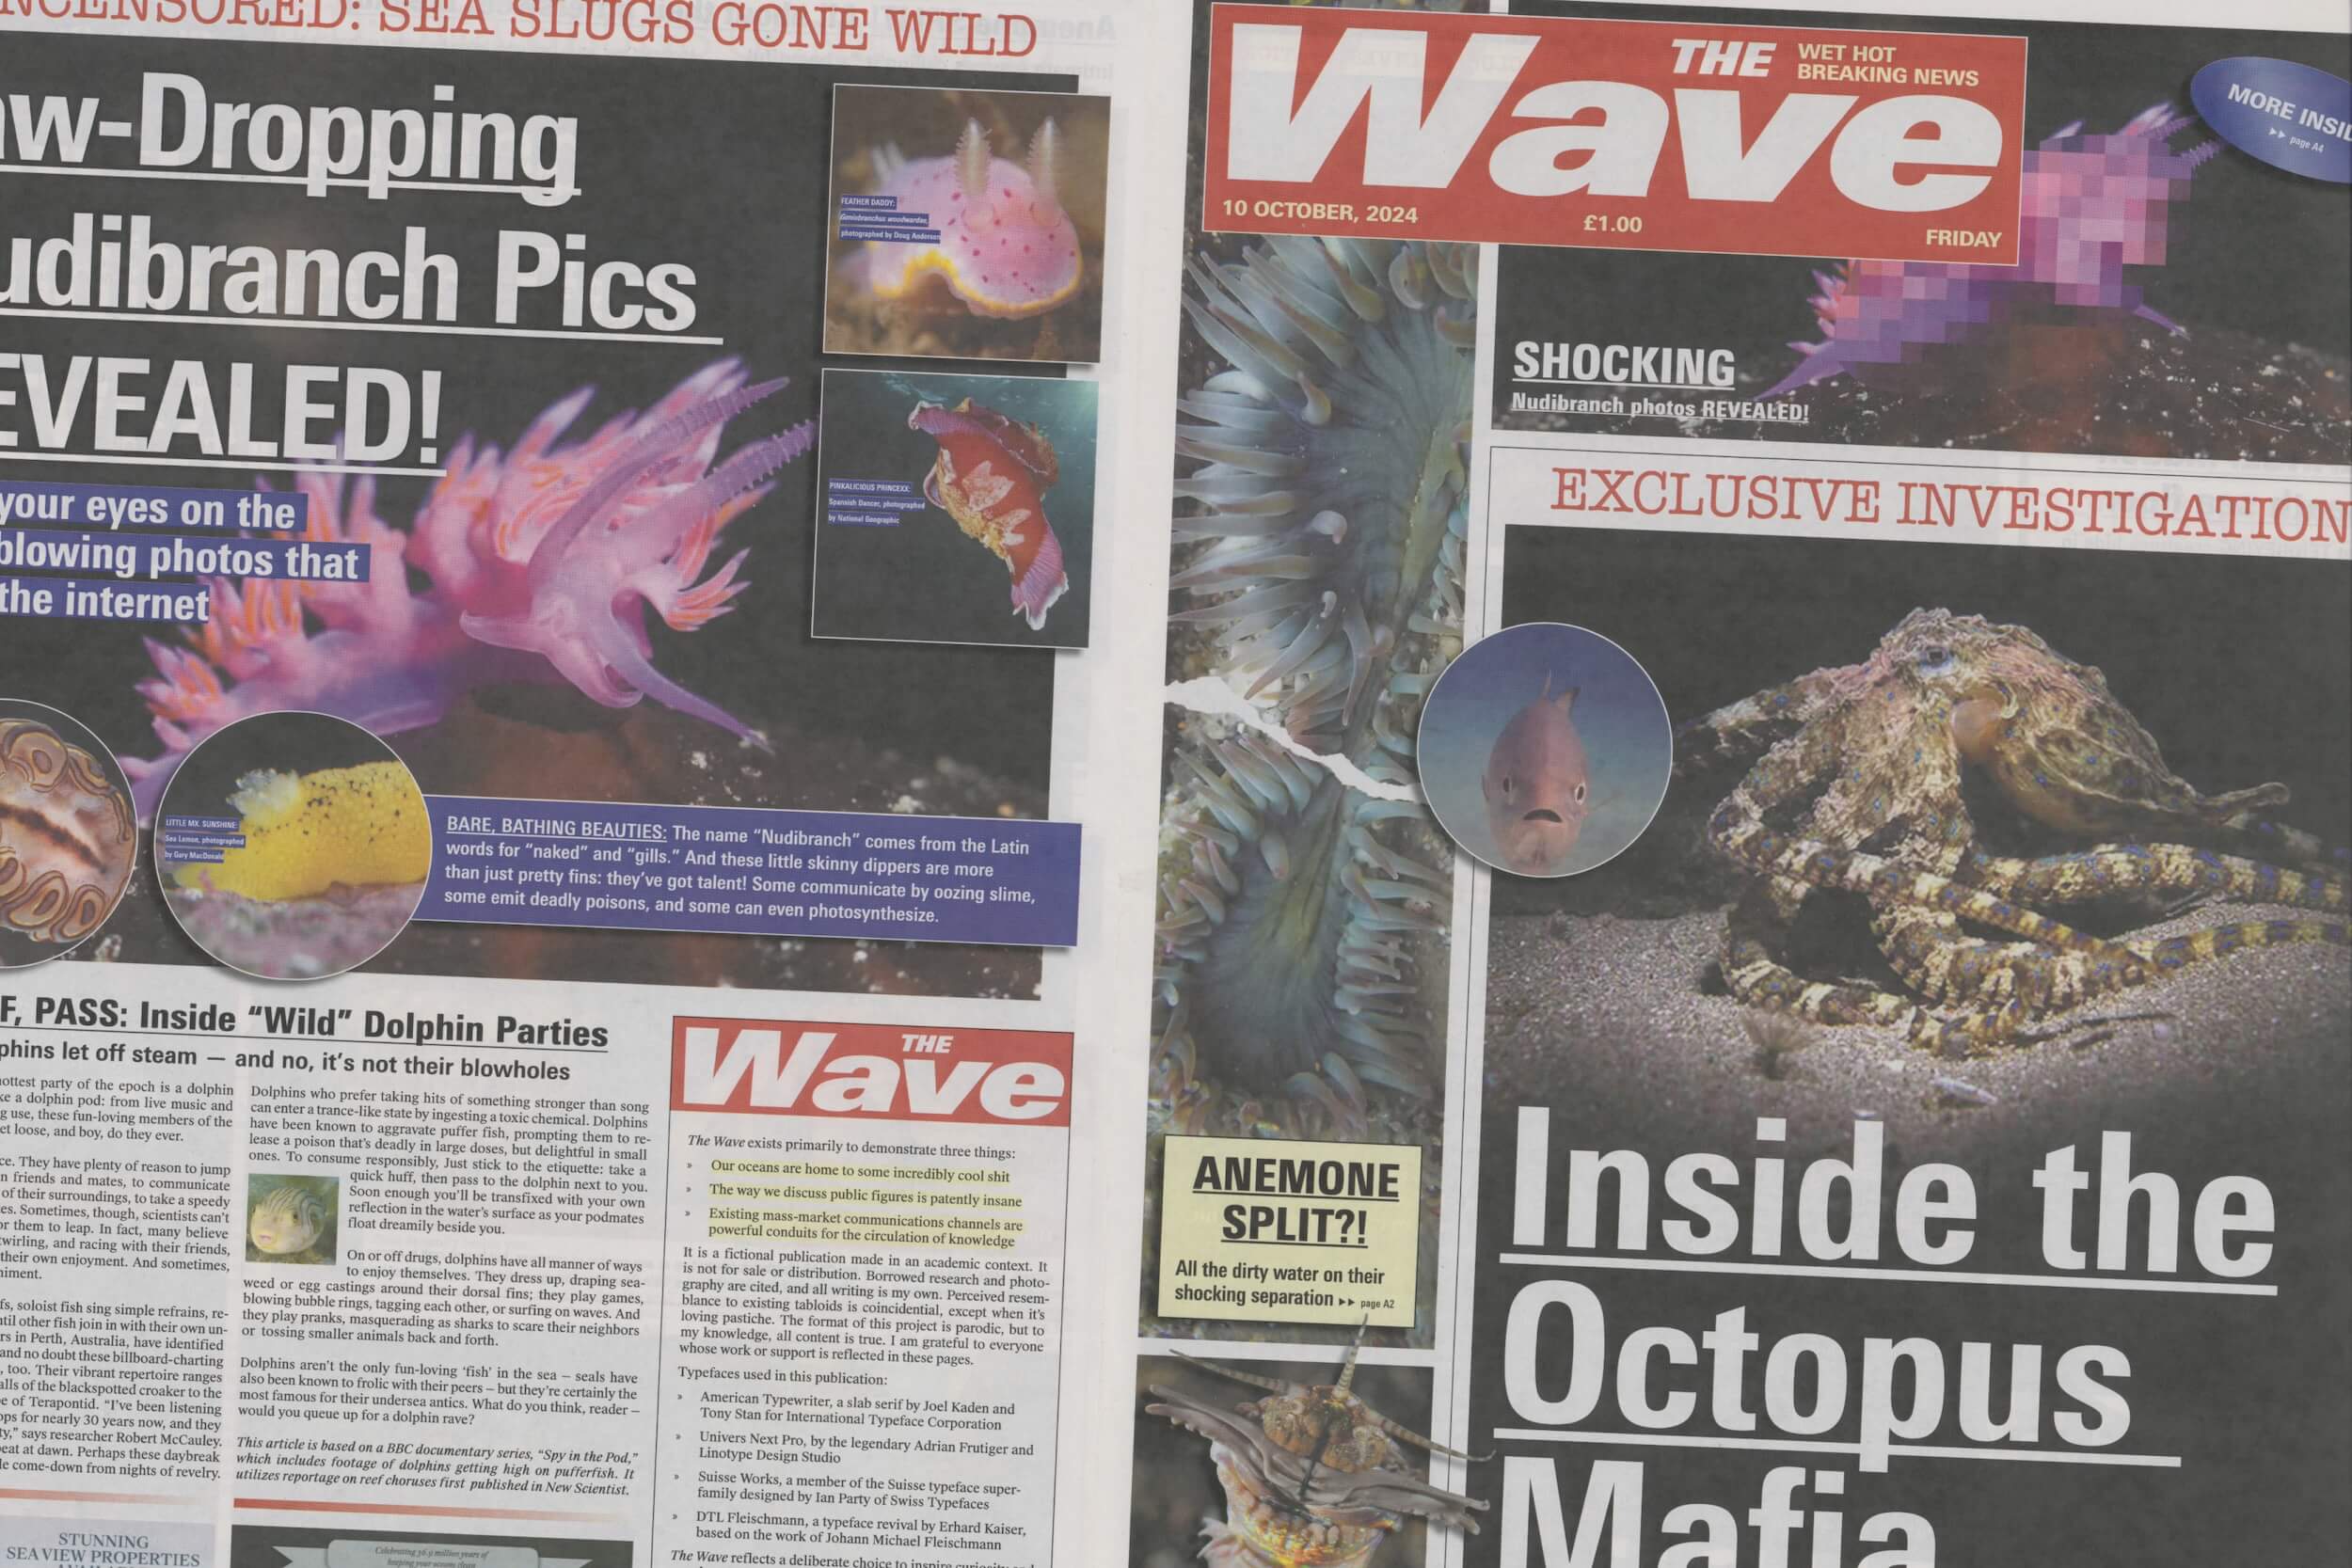 NCENSORED: SEA SLUGS GONE WILD
aw-Dropping
udibranch Pics
EVEALED!
your eyes on the
blowing photos that
the internet
FEATHER DADDY:
Goniobranchus woodwardae,
photographed by Doug Anderson
PINKALICIOUS PRINCEXX:
Spanish Dancer, photographed
by National Geographic
LITTLE MX. SUNSHINE:
Sea Lemon, photographed
by Gary MacDonald
BARE, BATHING BEAUTIES: The name “Nudibranch” comes from the Latin
words for “naked” and “gills.” And these little skinny dippers are more
than just pretty fins: they’ve got talent! Some communicate by oozing slime,
some emit deadly poisons, and some can even photosynthesize.
F, PASS: Inside “Wild” Dolphin Parties
phins let off steam — and no, it’s not their blowholes
ottest party of the epoch is a dolphin
ke a dolphin pod: from live music and
g use, these fun-loving members of the
et loose, and boy, do they ever.
ce. They have plenty of reason to jump
n friends and mates, to communicate
of their surroundings, to take a speedy
es. Sometimes, though, scientists can’t
or them to leap. In fact, many believe
twirling, and racing with their friends,
their own enjoyment. And sometimes,
niment.
fs, soloist fish sing simple refrains, re-
ntil other fish join in with their own un-
rs in Perth, Australia, have identified
and no doubt these billboard-charting
, too. Their vibrant repertoire ranges
alls of the blackspotted croaker to the
e of Terapontid. “I’ve been listening
ops for nearly 30 years now, and they
ty,” says researcher Robert McCauley.
eat at dawn. Perhaps these daybreak
le come-down from nights of revelry.
Dolphins who prefer taking hits of something stronger than song
can enter a trance-like state by ingesting a toxic chemical. Dolphins
have been known to aggravate puffer fish, prompting them to re-
lease a poison that’s deadly in large doses, but delightful in small
ones. To consume responsibly, Just stick to the etiquette: take a
quick huff, then pass to the dolphin next to you.
Soon enough you’ll be transfixed with your own
reflection in the water’s surface as your podmates
float dreamily beside you.
On or off drugs, dolphins have all manner of ways
to enjoy themselves. They dress up, draping sea-
weed or egg castings around their dorsal fins; they play games,
blowing bubble rings, tagging each other, or surfing on waves. And
they play pranks, masquerading as sharks to scare their neighbors
or tossing smaller animals back and forth.
Dolphins aren’t the only fun-loving ‘fish’ in the sea – seals have
also been known to frolic with their peers – but they’re certainly the
most famous for their undersea antics. What do you think, reader –
would you queue up for a dolphin rave?
This article is based on a BBC documentary series, “Spy in the Pod,”
which includes footage of dolphins getting high on pufferfish. It
utilizes reportage on reef choruses first published in New Scientist.
STUNNING
SEAVIEW PROPERTIES
Celebrating 36.9 million years of
keeping your oceans clean
THE
Wave
The Wave exists primarily to demonstrate three things:
» Our oceans are home to some incredibly cool shit
» The way we discuss public figures is patently insane
» Existing mass-market communications channels are
powerful conduits for the circulation of knowledge
It is a fictional publication made in an academic context. It
is not for sale or distribution. Borrowed research and photo-
graphy are cited, and all writing is my own. Perceived resem-
blance to existing tabloids is coincidential, except when it’s
loving pastiche. The format of this project is parodic, but to
my knowledge, all content is true. I am grateful to everyone
whose work or support is reflected in these pages.
Typefaces used in this publication:
» American Typewriter, a slab serif by Joel Kaden and
Tony Stan for International Typeface Corporation
» Univers Next Pro, by the legendary Adrian Frutiger and
Linotype Design Studio
» Suisse Works, a member of the Suisse typeface super-
family designed by Ian Party of Swiss Typefaces
» DTL Fleischmann, a typeface revival by Erhard Kaiser,
based on the work of Johann Michael Fleischmann
The Wave reflects a deliberate choice to inspire curiosity
THE
WET HOT
BREAKING NEWS
Wave
10 OCTOBER, 2024
£1.00
FRIDAY
MORE INSI
▸▸ page A4
SHOCKING
Nudibranch photos REVEALED!
EXCLUSIVE INVESTIGATION
ANEMONE
SPLIT?!
All the dirty water on their
shocking separation ▸▸ page A2
Inside the
Octopus
Mafia